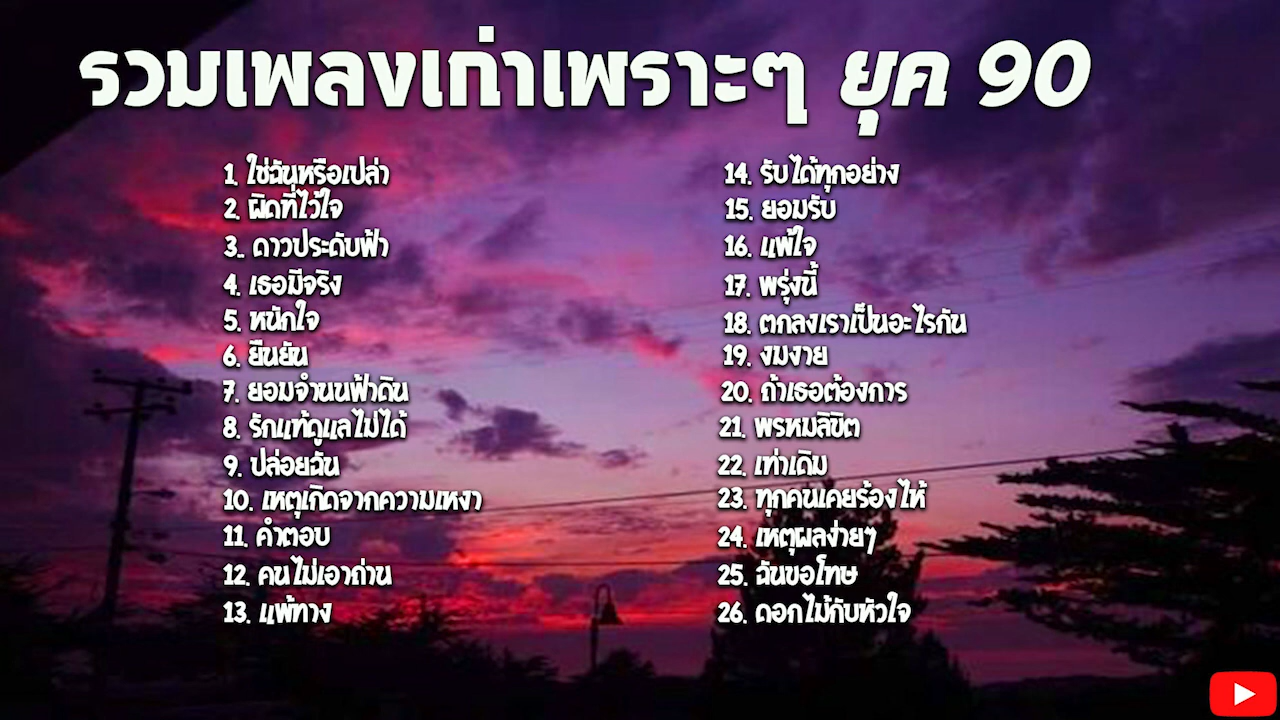 รวมเพลงเก่าเพราะๆ ยุค 90
1. ใช่ฉันหรือเปล่า
2. ผิดที่ไว้ใจ
3.. ดาวประดับฟ้า
4. เธอมีจริง
5. หนักใจ
6. ยืนยัน
7. ยอมจำนนฟ้าดิน
8. รักแท้ดูแลไม่ได้
9. ปล่อยฉัน
10. เหตุเกิดจากความเหงา
11. คำตอบ
12. คนไม่เอาถ่าน
13. แพ้ทาง
14. รับได้ทุกอย่าง
15. ยอมรับ
16. แพ้ใจ
17. พรุ่งนี้
18. ตกลงเราเป็นอะไรกัน
19. งมงาย
20. ถ้าเธอต้องการ
21. พรหมลิขิต
22. เท่าเดิม
23. ทุกคนเคยร้องไห้
24. เหตุผลง่ายๆ
25. ฉันขอโทษ
26. ดอกไม้กับหัวใจ